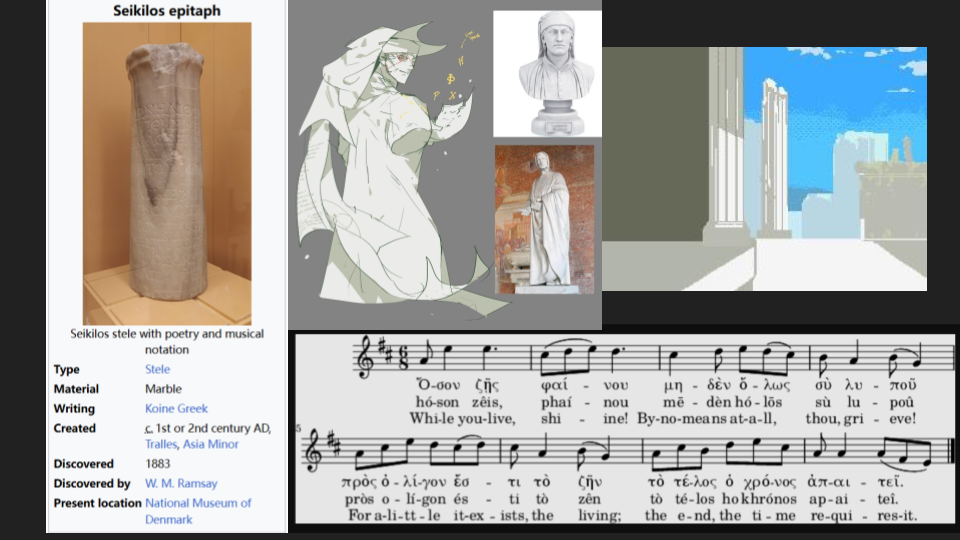 Seikilos epitaph
Seikilos stele with poetry and musical
notation
Type Stele
Material Marble
Writing Koine Greek
Created c. 1st or 2nd century AD,
Tralles, Asia Minor
Discovered 1883
Discovered by W. M. Ramsay
Present location National Museum of
Denmark
Φ
Ρ Χ
6
8
Ὅ-σον ζῇς φαί - νου μη - δὲν ὅ - λως σὺ λυ - ποῦ
hó-son zêis, phaí - nou mē - dèn hó - lōs sù lu - poû
Whi-le you-live, shi - ine! By-no-means at-a-ll, thou, gri - eve!
5
πρὸς ὀ - λί-γον ἔσ - τι τὸ ζῆν τὸ τέ-λος ὁ χρό-νος ἀπ-αι - τεῖ.
pròs o - lí-gon és - ti tò zên tò té-los ho khrónos ap-ai - teî.
For a-li-tt - le it-ex - ists, the living; the e-nd, the ti - me re-qui - res-it.